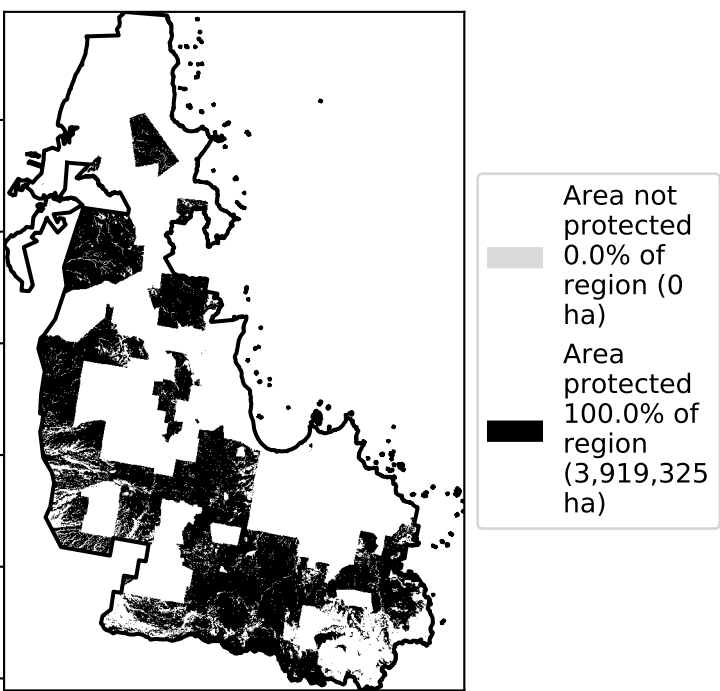 Area not
protected
0.0% of
region (0
ha)
Area
protected
100.0% of
region
(3,919,325
ha)